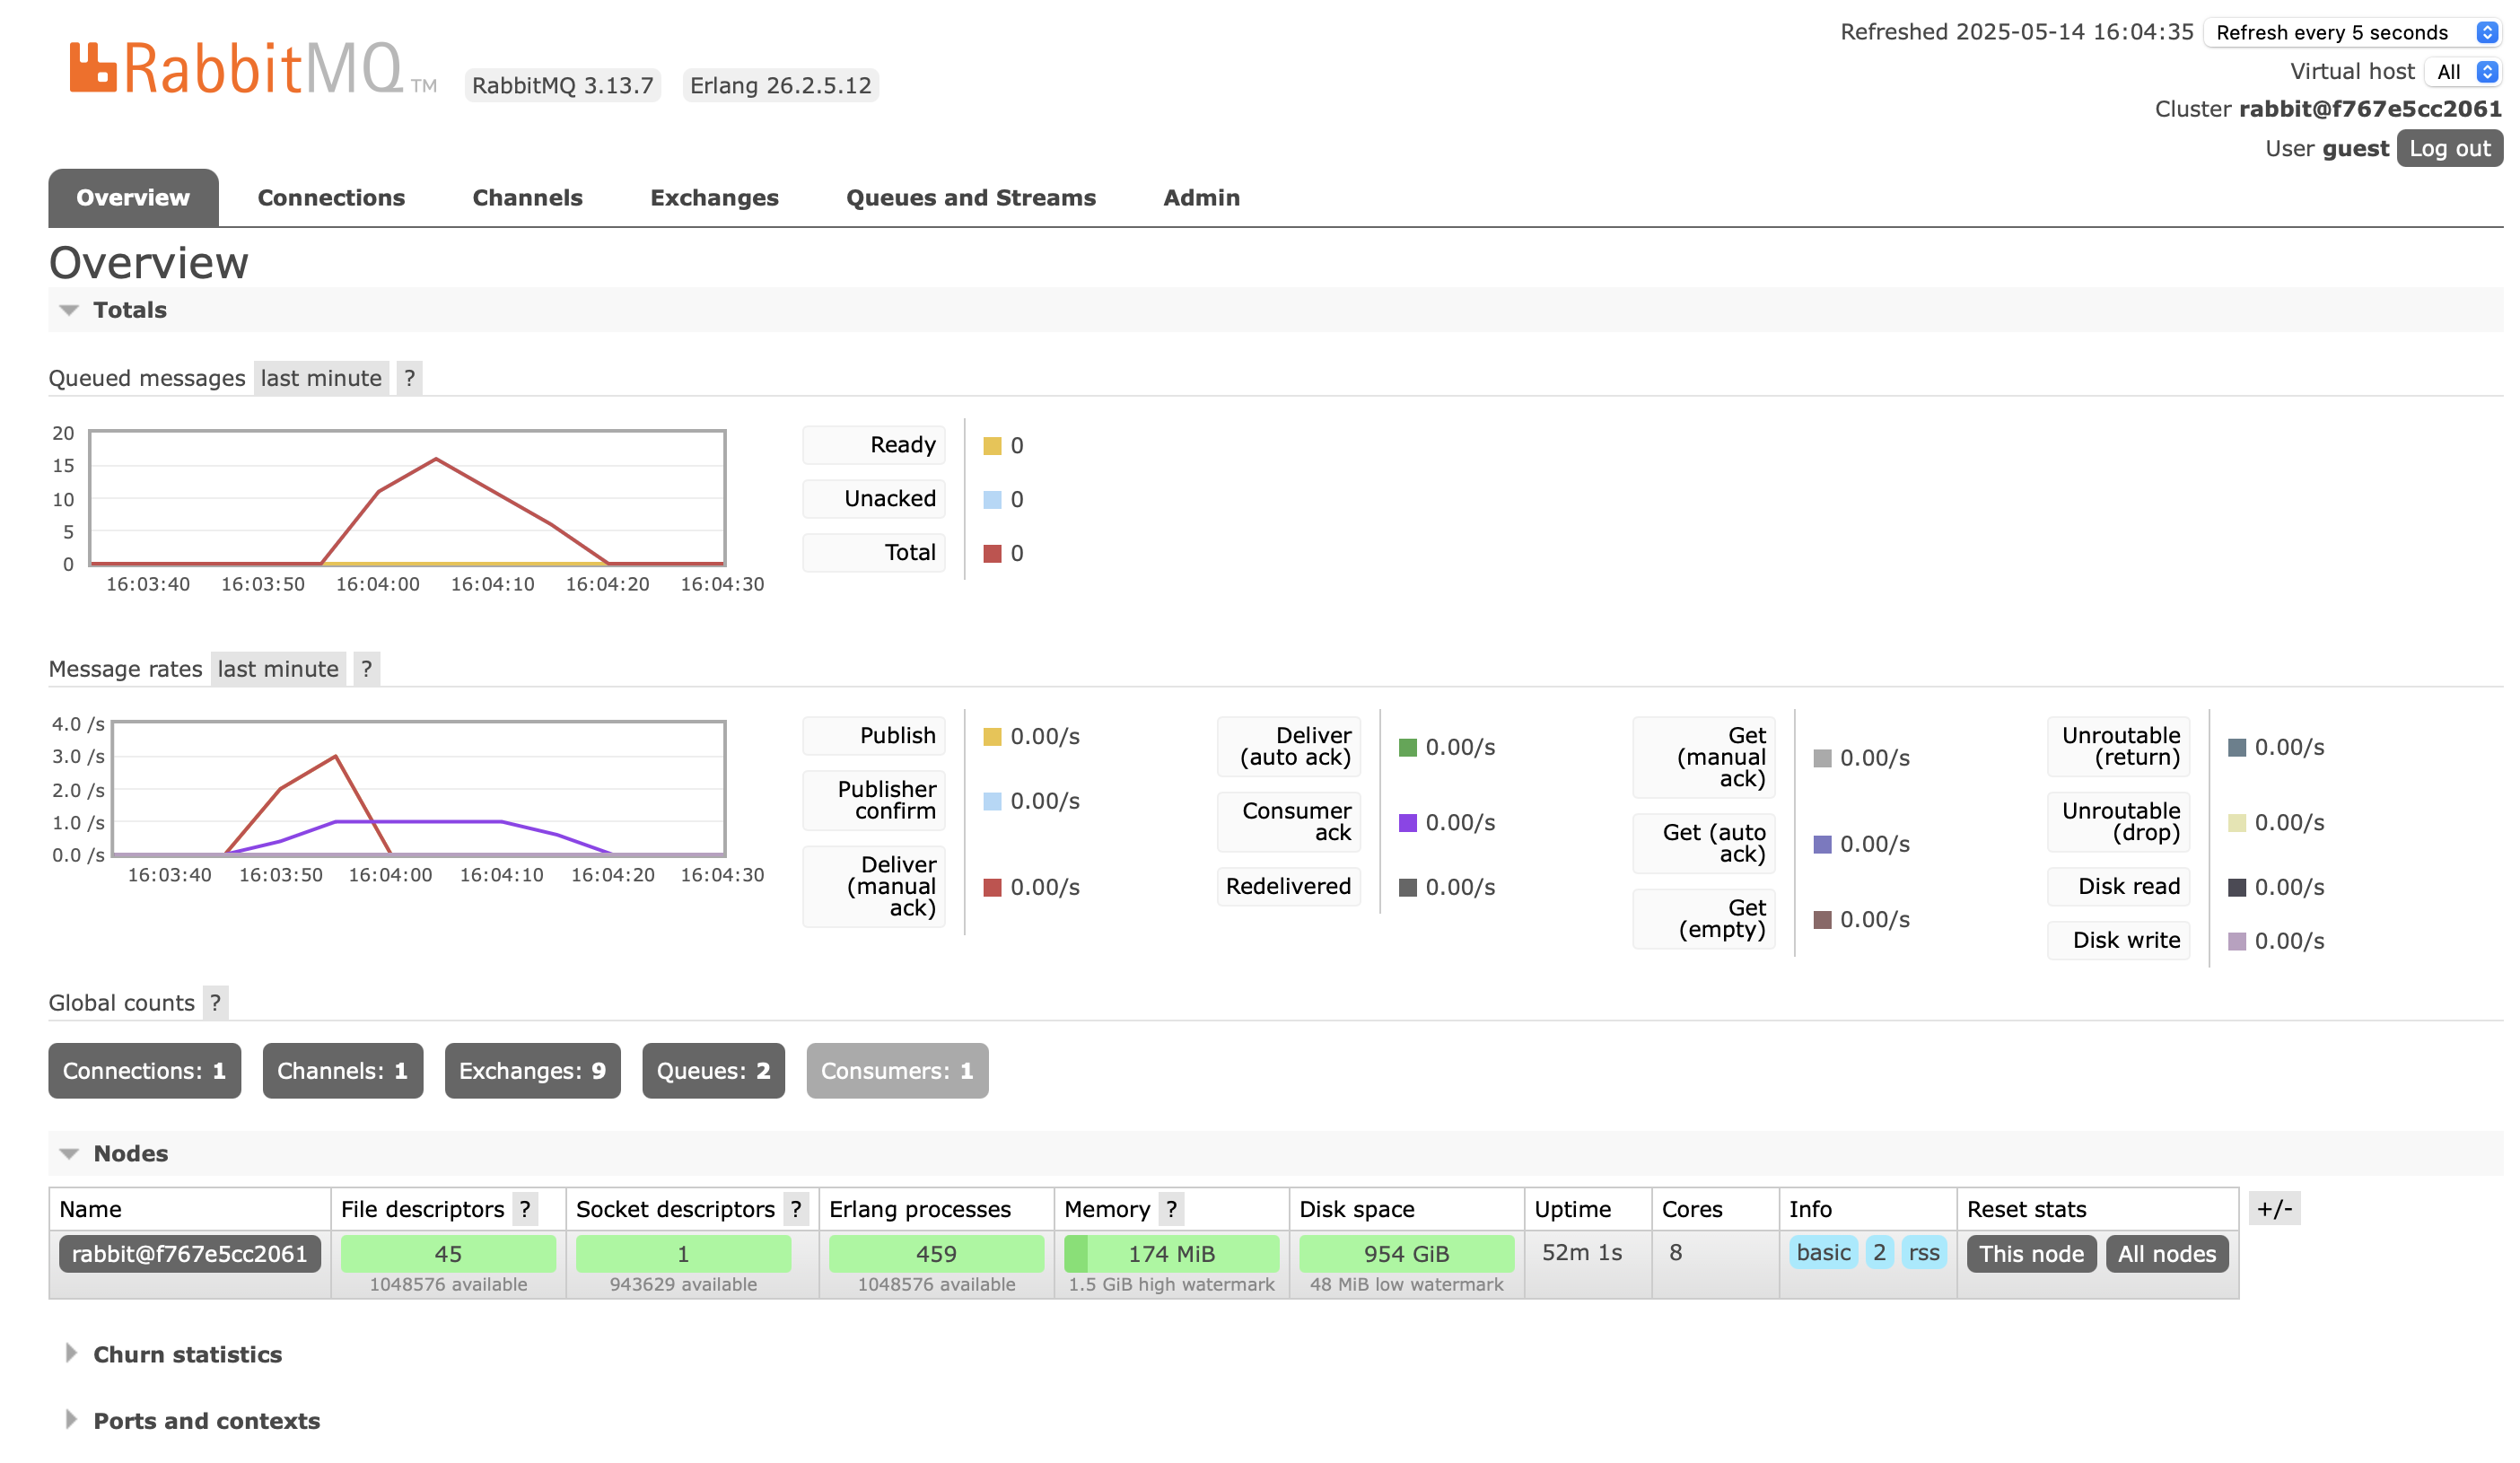 RabbitMQ TM RabbitMQ 3.13.7 Erlang 26.2.5.12
Refreshed 2025-05-14 16:04:35 Refresh every 5 seconds
Virtual host All
Cluster rabbit@f767e5cc2061
User guest Log out
Overview Connections Channels Exchanges Queues and Streams Admin
Overview
Totals
Queued messages last minute ?
20
15
10
5
0
16:03:40 16:03:50 16:04:00 16:04:10 16:04:20 16:04:30
Ready 0
Unacked 0
Total 0
Message rates last minute ?
4.0 /s
3.0 /s
2.0 /s
1.0 /s
0.0 /s
16:03:40 16:03:50 16:04:00 16:04:10 16:04:20 16:04:30
Publish 0.00/s
Publisher
confirm 0.00/s
Deliver
(manual 0.00/s
ack)
Deliver
(auto ack) 0.00/s
Consumer
ack 0.00/s
Redelivered 0.00/s
Get
(manual 0.00/s
ack)
Get (auto
ack) 0.00/s
Get
(empty) 0.00/s
Unroutable
(return) 0.00/s
Unroutable
(drop) 0.00/s
Disk read 0.00/s
Disk write 0.00/s
Global counts ?
Connections: 1 Channels: 1 Exchanges: 9 Queues: 2 Consumers: 1
Nodes
Name File descriptors ? Socket descriptors ? Erlang processes Memory ? Disk space Uptime Cores Info Reset stats +/-
rabbit@f767e5cc2061 45 1 459 174 MiB 954 GiB 52m 1s 8 basic 2 rss This node All nodes
1048576 available 943629 available 1048576 available 1.5 GiB high watermark 48 MiB low watermark
Churn statistics
Ports and contexts